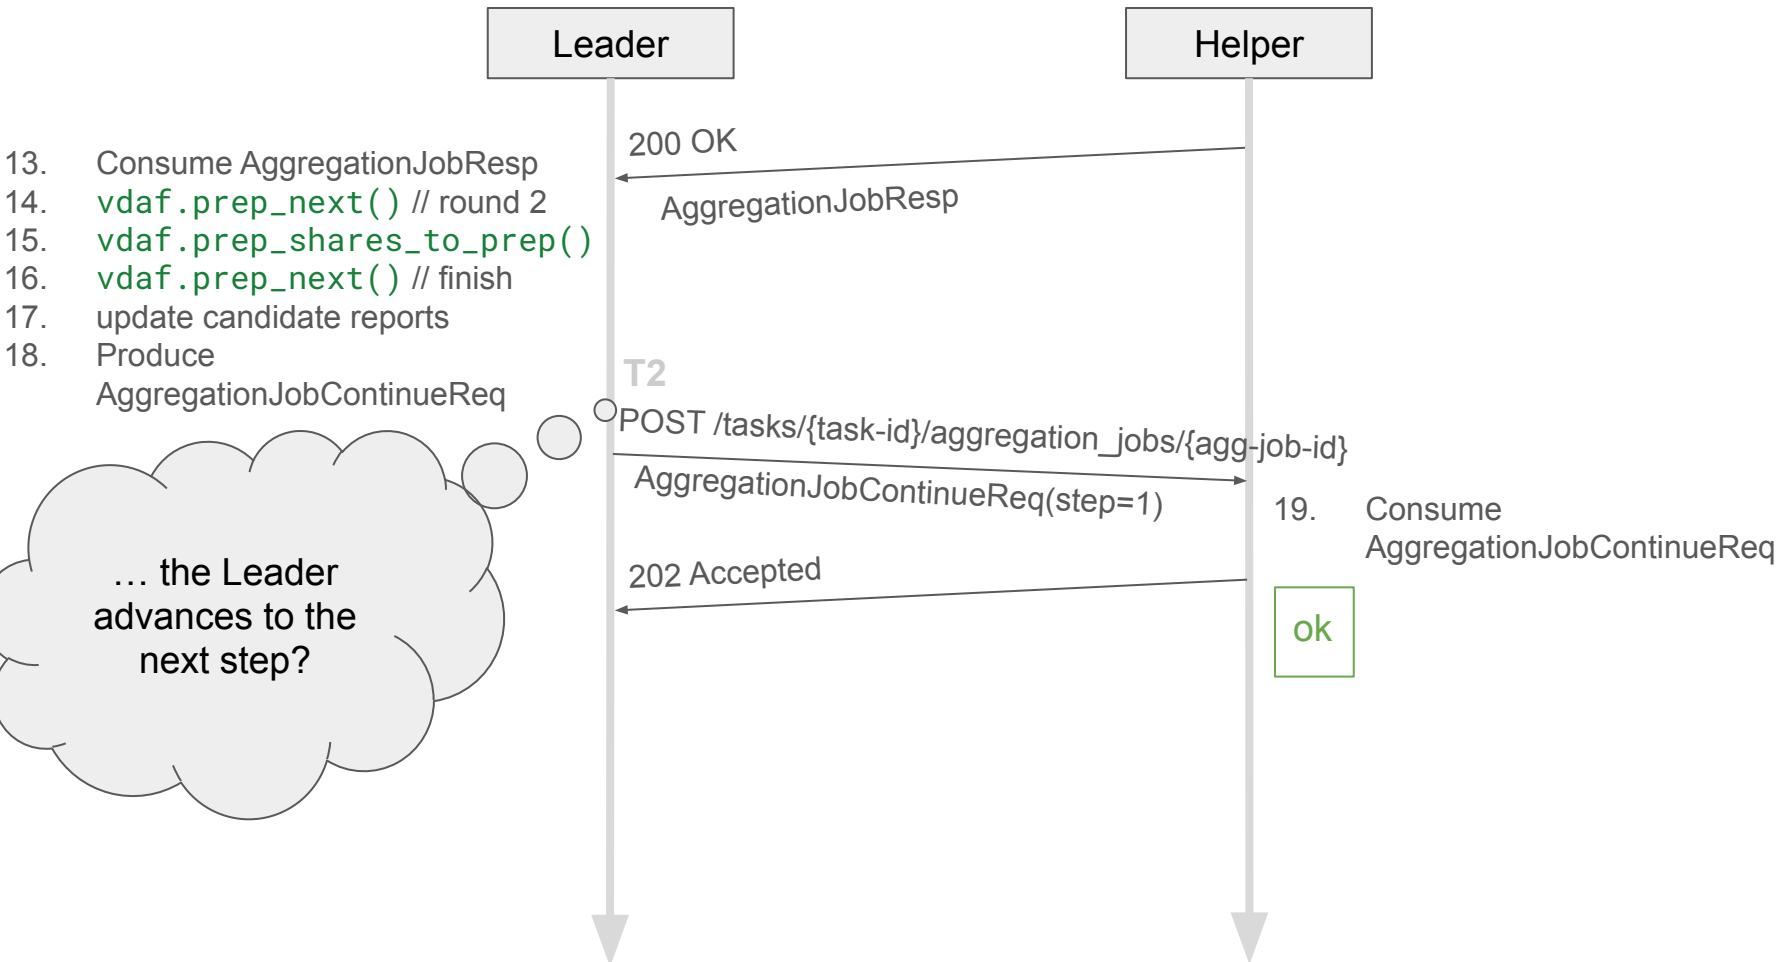 Leader
Helper
200 OK
AggregationJobResp
13. Consume AggregationJobResp
14. vdaf.prep_next() // round 2
15. vdaf.prep_shares_to_prep()
16. vdaf.prep_next() // finish
17. update candidate reports
18. Produce
AggregationJobContinueReq
T2
POST /tasks/{task-id}/aggregation_jobs/{agg-job-id}
AggregationJobContinueReq(step=1)
19. Consume
AggregationJobContinueReq
202 Accepted
ok
… the Leader
advances to the
next step?